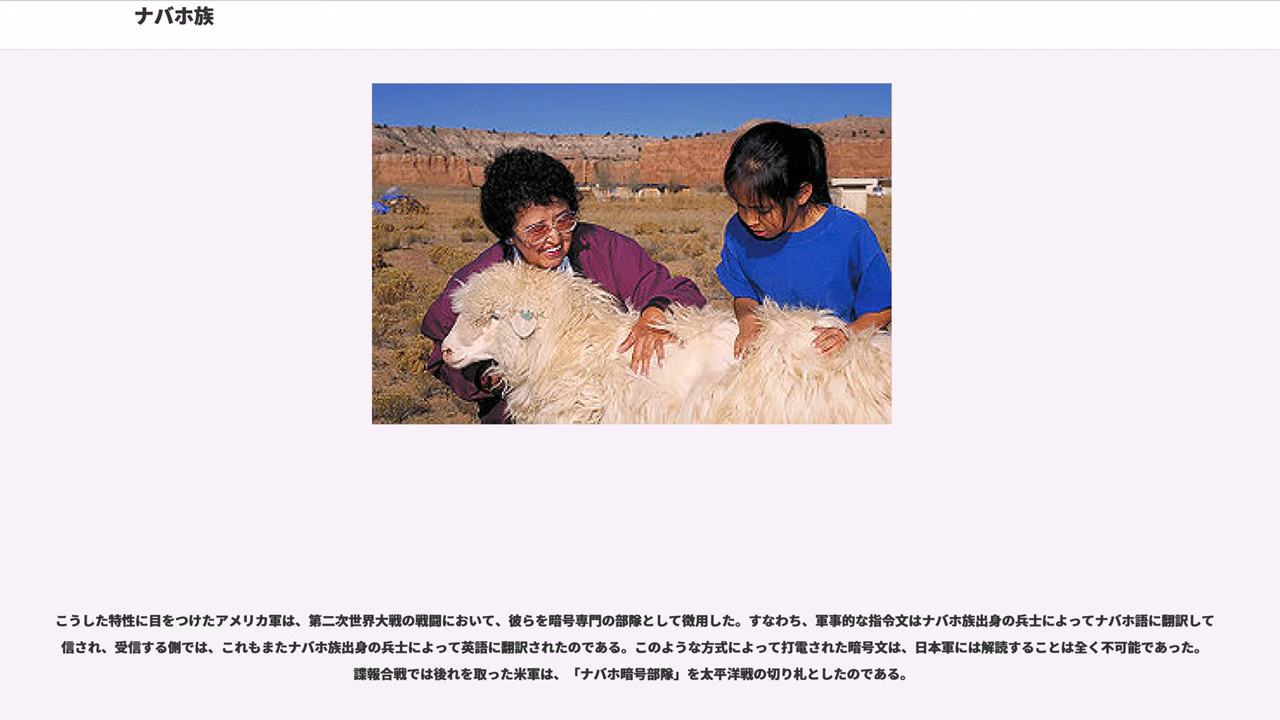 ナバホ族
こうした特性に目をつけたアメリカ軍は、第二次世界大戦の戦闘において、彼らを暗号専門の部隊として徴用した。すなわち、軍事的な指令文はナバホ族出身の兵士によってナバホ語に翻訳して
信され、受信する側では、これもまたナバホ族出身の兵士によって英語に翻訳されたのである。このような方式によって打電された暗号文は、日本軍には解読することは全く不可能であった。
諜報合戦では後れを取った米軍は、「ナバホ暗号部隊」を太平洋戦の切り札としたのである。